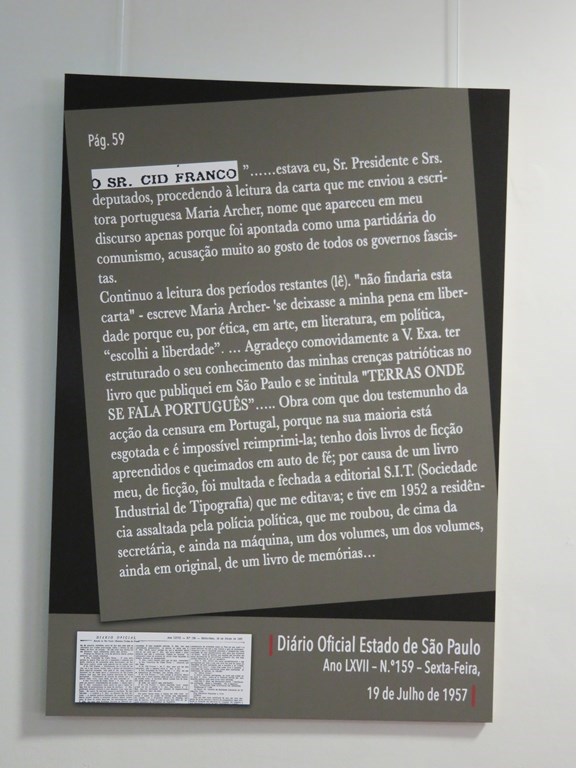 Pág. 59
O SR. CID FRANCO "......estava eu, Sr. Presidente e Srs.
deputados, procedendo à leitura da carta que me enviou a escri-
tora portuguesa Maria Archer, nome que apareceu em meu
discurso apenas porque foi apontada como uma partidária do
comunismo, acusação muito ao gosto de todos os governos fascis-
tas.
Continuo a leitura dos períodos restantes (lê). "não findaria esta
carta" - escreve Maria Archer- 'se deixasse a minha pena em liber-
dade porque eu, por ética, em arte, em literatura, em política,
"escolhi a liberdade". ... Agradeço comovidamente a V. Exa. ter
estruturado o seu conhecimento das minhas crenças patrióticas no
livro que publiquei em São Paulo e se intitula "TERRAS ONDE
SE FALA PORTUGUÊS"..... Obra com que dou testemunho da
acção da censura em Portugal, porque na sua maioria está
esgotada e é impossível reimprimi-la; tenho dois livros de ficção
apreendidos e queimados em auto de fé; por causa de um livro
meu, de ficção, foi multada e fechada a editorial S.I.T. (Sociedade
Industrial de Tipografia) que me editava; e tive em 1952 a residên-
cia assaltada pela polícia política, que me roubou, de cima da
secretária, e ainda na máquina, um dos volumes, um dos volumes,
ainda em original, de um livro de memórias...
DIARIO OFICIAL
Diário Oficial Estado de São Paulo
Ano LXVII - N.º159 - Sexta-Feira,
19 de Julho de 1957